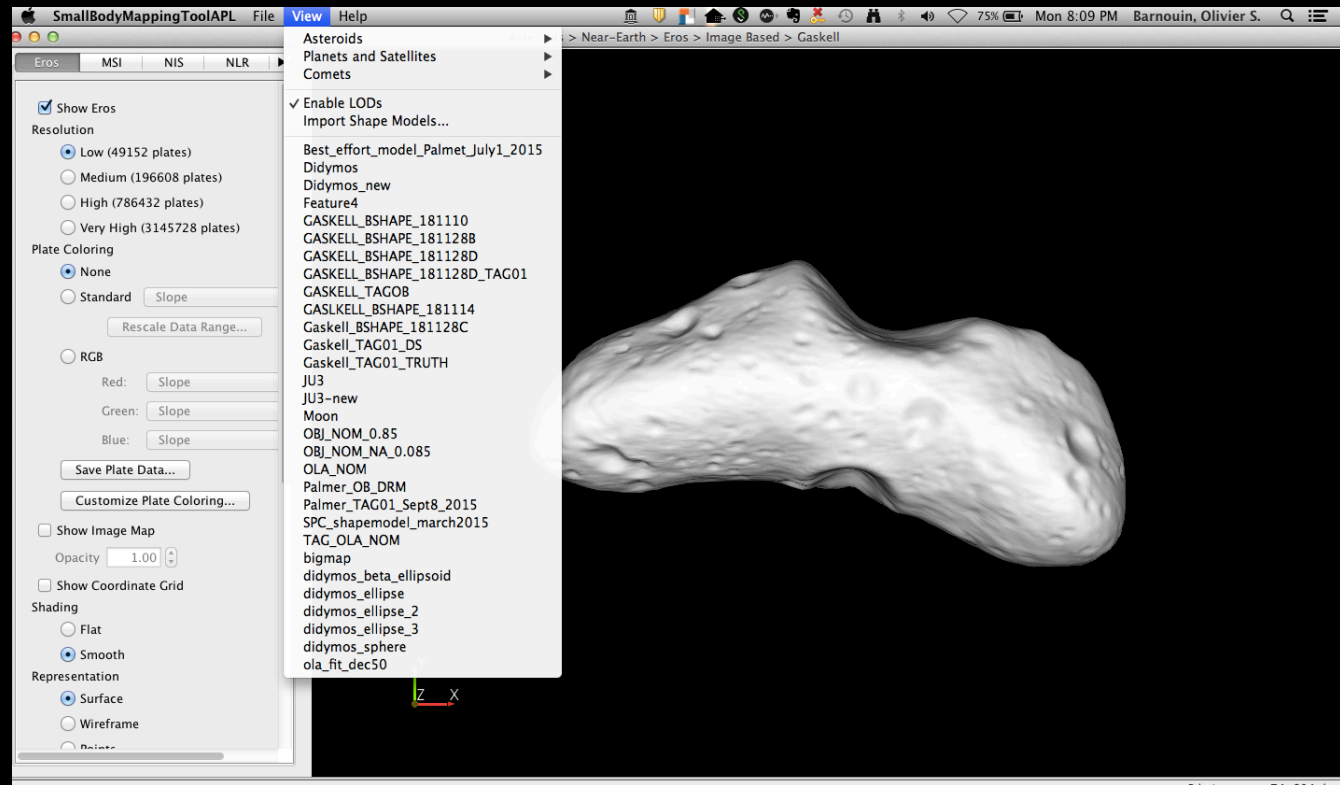 SmallBodyMappingToolAPL File View Help 75% Mon 8:09 PM Barnouin, Olivier S.
> Near-Earth > Eros > Image Based > Gaskell
Eros MSI NIS NLR
Show Eros
Resolution
Low (49152 plates)
Medium (196608 plates)
High (786432 plates)
Very High (3145728 plates)
Plate Coloring
None
Standard Slope
Rescale Data Range...
RGB
Red: Slope
Green: Slope
Blue: Slope
Save Plate Data...
Customize Plate Coloring...
Show Image Map
Opacity 1.00
Show Coordinate Grid
Shading
Flat
Smooth
Representation
Surface
Wireframe
Points
Asteroids
Planets and Satellites
Comets
Enable LODs
Import Shape Models...
Best_effort_model_Palmet_July1_2015
Didymos
Didymos_new
Feature4
GASKELL_BSHAPE_181110
GASKELL_BSHAPE_181128B
GASKELL_BSHAPE_181128D
GASKELL_BSHAPE_181128D_TAG01
GASKELL_TAGOB
GASLKELL_BSHAPE_181114
Gaskell_BSHAPE_181128C
Gaskell_TAG01_DS
Gaskell_TAG01_TRUTH
JU3
JU3-new
Moon
OBJ_NOM_0.85
OBJ_NOM_NA_0.085
OLA_NOM
Palmer_OB_DRM
Palmer_TAG01_Sept8_2015
SPC_shapemodel_march2015
TAG_OLA_NOM
bigmap
didymos_beta_ellipsoid
didymos_ellipse
didymos_ellipse_2
didymos_ellipse_3
didymos_sphere
ola_fit_dec50
Z X